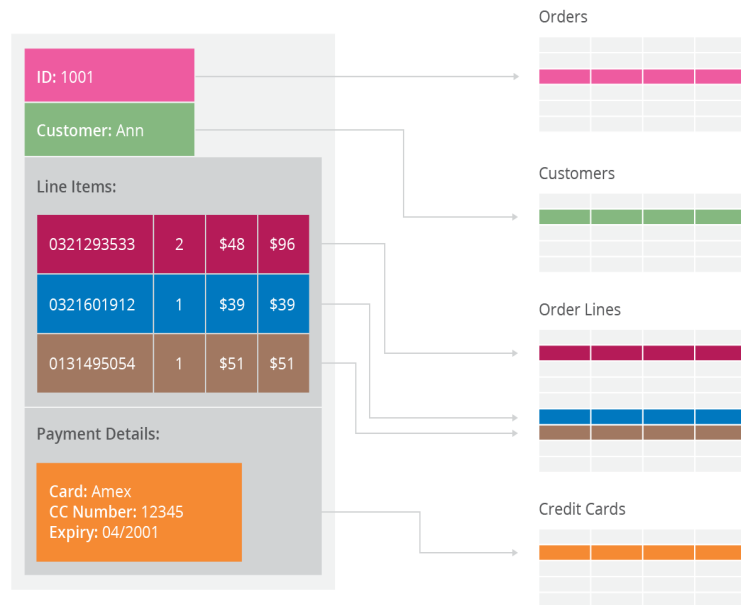 ID: 1001
Customer: Ann
Line Items:
0321293533 2 $48 $96
0321601912 1 $39 $39
0131495054 1 $51 $51
Payment Details:
Card: Amex
CC Number: 12345
Expiry: 04/2001
Orders
Customers
Order Lines
Credit Cards